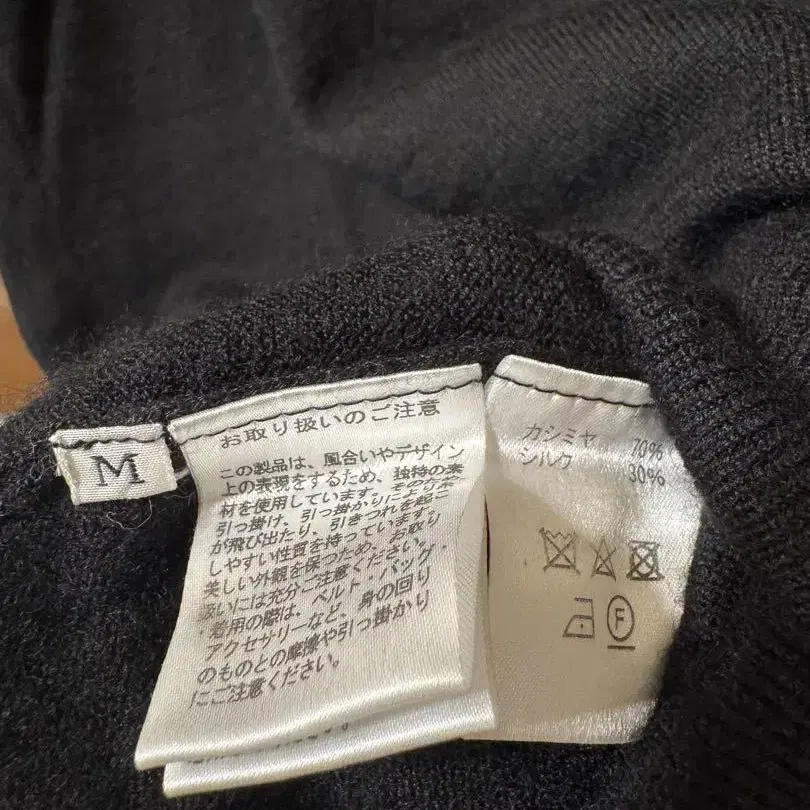 M
お取り扱いのご注意
この製品は、風合いやデザイン
上の表現をするため、独特の素
材を使用しています。その分
引っ掛け、引っ掛かりにより糸
が飛び出たり、引きつれを起こ
しやすい性質を持っています。
美しい外観を保つため、お取り
扱いには充分ご注意ください。
・着用の際は、ベルト・バッグ・
アクセサリーなど、身の回り
のものとの摩擦や引っ掛かり
にご注意ください。
カシミヤ 70%
シルク 30%
F